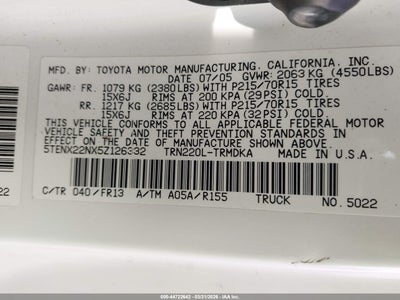 MFD. BY: TOYOTA MOTOR MANUFACTURING, CALIFORNIA, INC.
DATE 07/05 GVWR: 2063 KG (4550LBS)
GAWR: FR. 1079 KG (2380LBS) WITH P215/70R15 TIRES
15X6J RIMS AT 200 KPA (29PSI) COLD
RR. 1217 KG (2685LBS) WITH P215/70R15 TIRES
15X6J RIMS AT 220 KPA (32PSI) COLD
THIS VEHICLE CONFORMS TO ALL APPLICABLE FEDERAL MOTOR
VEHICLE SAFETY AND THEFT PREVENTION STANDARDS IN
EFFECT ON THE DATE OF MANUFACTURE SHOWN ABOVE.
TRN220L-TRMDKA MADE IN U.S.A.
C/TR 040/FR13 A/TM A05A/R155 TRUCK NO. 5022
022